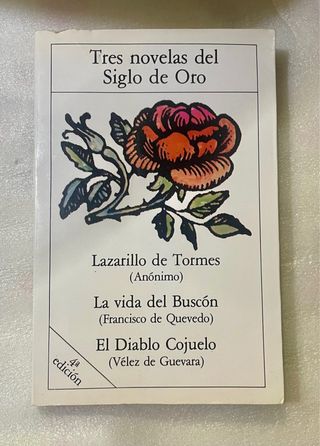 Tres novelas del
Siglo de Oro
Lazarillo de Tormes
(Anónimo)
La vida del Buscón
(Francisco de Quevedo)
El Diablo Cojuelo
(Vélez de Guevara)
4ª
edición